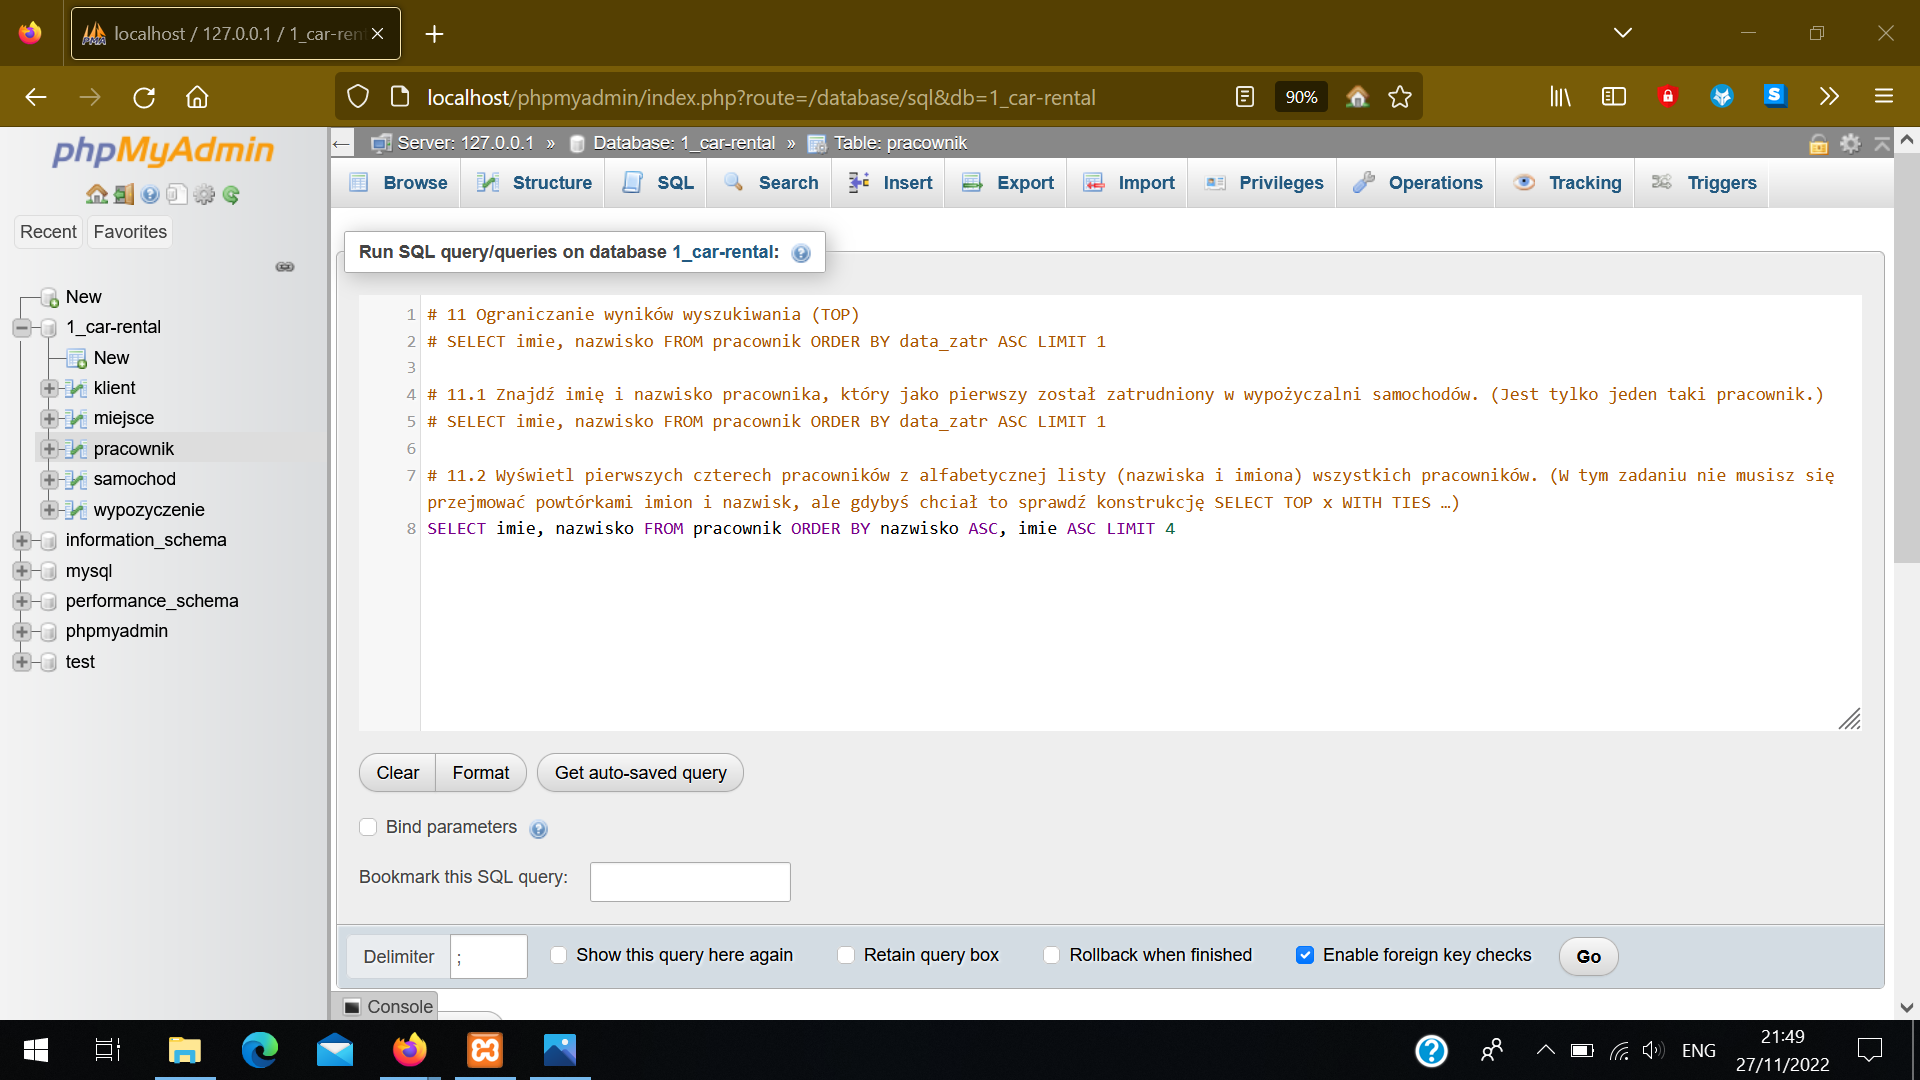 localhost / 127.0.0.1 / 1_car-ren
localhost/phpmyadmin/index.php?route=/database/sql&db=1_car-rental
90%
phpMyAdmin
Recent
Favorites
New
1_car-rental
New
klient
miejsce
pracownik
samochod
wypozyczenie
information_schema
mysql
performance_schema
phpmyadmin
test
Server: 127.0.0.1 » Database: 1_car-rental » Table: pracownik
Browse
Structure
SQL
Search
Insert
Export
Import
Privileges
Operations
Tracking
Triggers
Run SQL query/queries on database 1_car-rental:
1 # 11 Ograniczanie wyników wyszukiwania (TOP)
2 # SELECT imie, nazwisko FROM pracownik ORDER BY data_zatr ASC LIMIT 1
3
4 # 11.1 Znajdź imię i nazwisko pracownika, który jako pierwszy został zatrudniony w wypożyczalni samochodów. (Jest tylko jeden taki pracownik.)
5 # SELECT imie, nazwisko FROM pracownik ORDER BY data_zatr ASC LIMIT 1
6
7 # 11.2 Wyświetl pierwszych czterech pracowników z alfabetycznej listy (nazwiska i imiona) wszystkich pracowników. (W tym zadaniu nie musisz się
przejmować powtórkami imion i nazwisk, ale gdybyś chciał to sprawdź konstrukcję SELECT TOP x WITH TIES …)
8 SELECT imie, nazwisko FROM pracownik ORDER BY nazwisko ASC, imie ASC LIMIT 4
Clear
Format
Get auto-saved query
Bind parameters
Bookmark this SQL query:
Delimiter
;
Show this query here again
Retain query box
Rollback when finished
Enable foreign key checks
Go
Console
ENG
21:49
27/11/2022